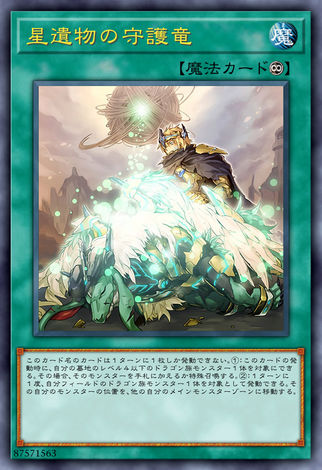 星遺物の守護竜
魔
【魔法カード】
このカード名のカードは１ターンに１枚しか発動できない。①：このカードの発
動時に、自分の墓地のレベル４以下のドラゴン族モンスター１体を対象にでき
る。その場合、そのモンスターを手札に加えるか特殊召喚する。②：１ターンに
１度、自分フィールドのドラゴン族モンスター１体を対象として発動できる。そ
の自分のモンスターの位置を、他の自分のメインモンスターゾーンに移動する。
87571563